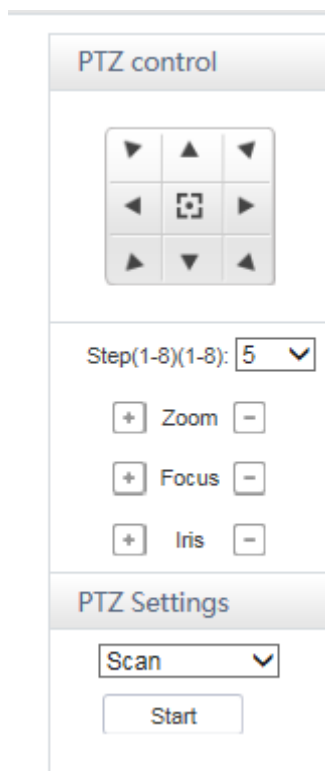 PTZ control
Step(1-8)(1-8): 5
+ Zoom -
+ Focus -
+ Iris -
PTZ Settings
Scan
Start